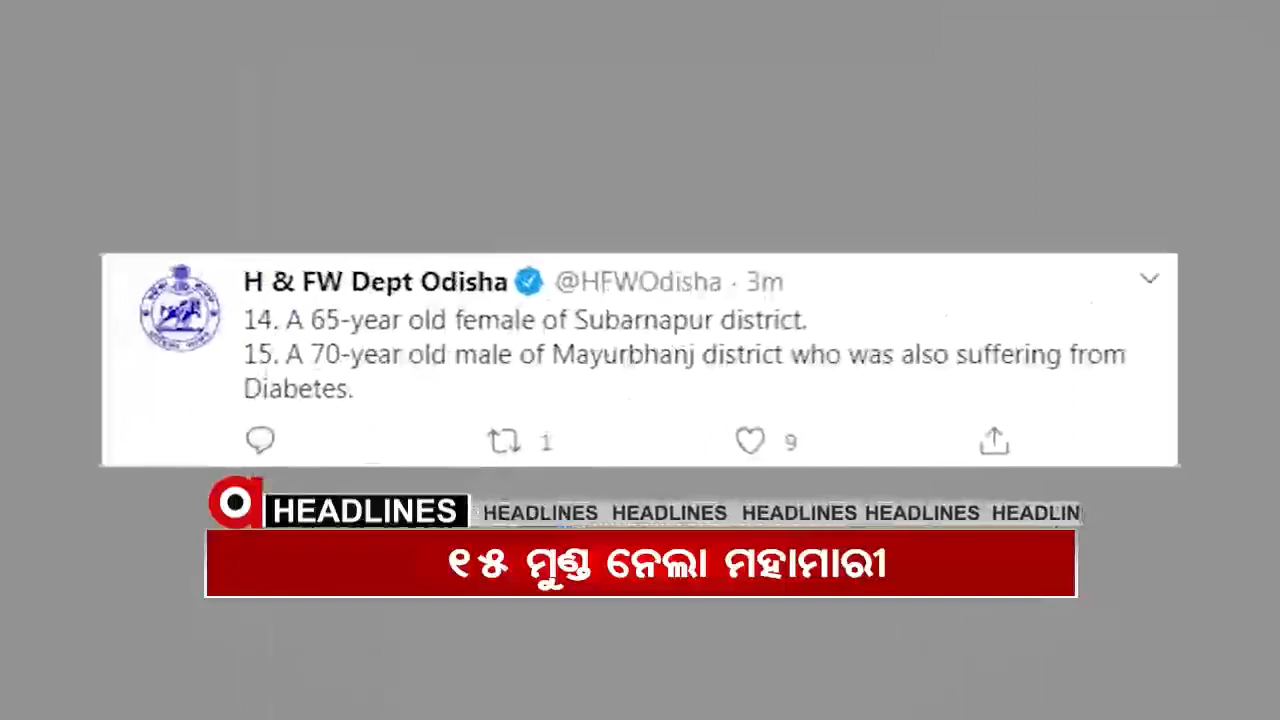 H & FW Dept Odisha @HFWOdisha · 3m
14. A 65-year old female of Subarnapur district.
15. A 70-year old male of Mayurbhanj district who was also suffering from
Diabetes.
1 9
a HEADLINES HEADLINES HEADLINES HEADLINES HEADLINES HEADLIN
୧୫ ମୁଣ୍ଡ ନେଲା ମହାମାରୀ